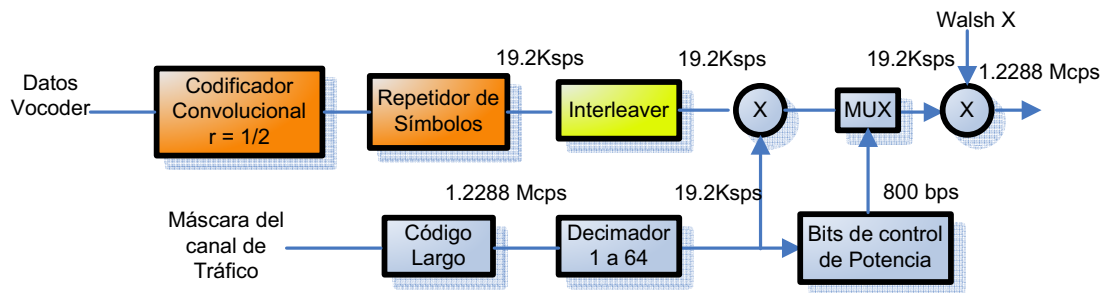 Walsh X
19.2Ksps
19.2Ksps
19.2Ksps
1.2288 Mcps
Datos
Vocoder
Codificador
Convolucional
r = 1/2
Repetidor de
Símbolos
Interleaver
X
MUX
X
1.2288 Mcps
19.2Ksps
800 bps
Máscara del
canal de
Tráfico
Código
Largo
Decimador
1 a 64
Bits de control
de Potencia